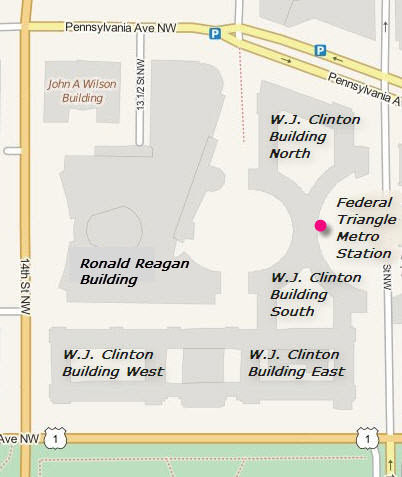 Pennsylvania Ave NW
P
P
Pennsylvania A
John A Wilson
Building
13 1/2 St NW
W.J. Clinton
Building
North
Federal
Triangle
Metro
Station
14th St NW
Ronald Reagan
Building
W.J. Clinton
Building
South
St NW
W.J. Clinton
Building West
W.J. Clinton
Building East
Ave NW
1
1